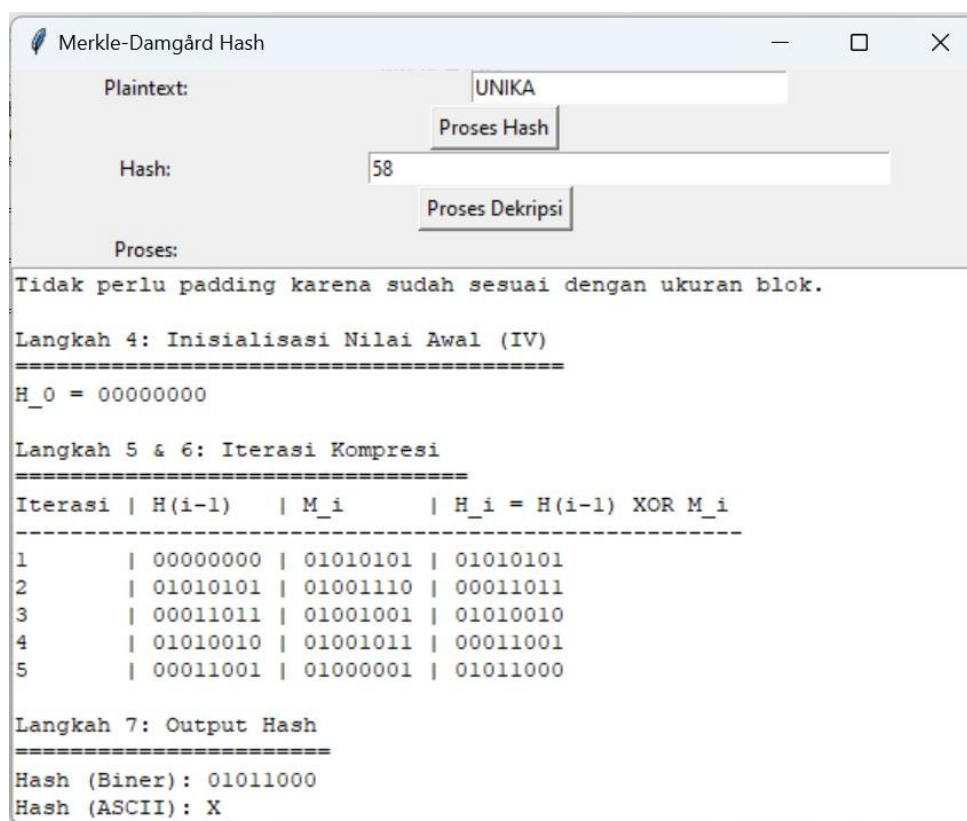 Merkle-Damgård Hash
Plaintext: UNIKA
Proses Hash
Hash: 58
Proses Dekripsi
Proses:
Tidak perlu padding karena sudah sesuai dengan ukuran blok.
Langkah 4: Inisialisasi Nilai Awal (IV)
========================================
H_0 = 00000000
Langkah 5 & 6: Iterasi Kompresi
=================================
Iterasi | H(i-1)   | M_i      | H_i = H(i-1) XOR M_i
-----------------------------------------------------
1       | 00000000 | 01010101 | 01010101
2       | 01010101 | 01001110 | 00011011
3       | 00011011 | 01001001 | 01010010
4       | 01010010 | 01001011 | 00011001
5       | 00011001 | 01000001 | 01011000
Langkah 7: Output Hash
=======================
Hash (Biner): 01011000
Hash (ASCII): X